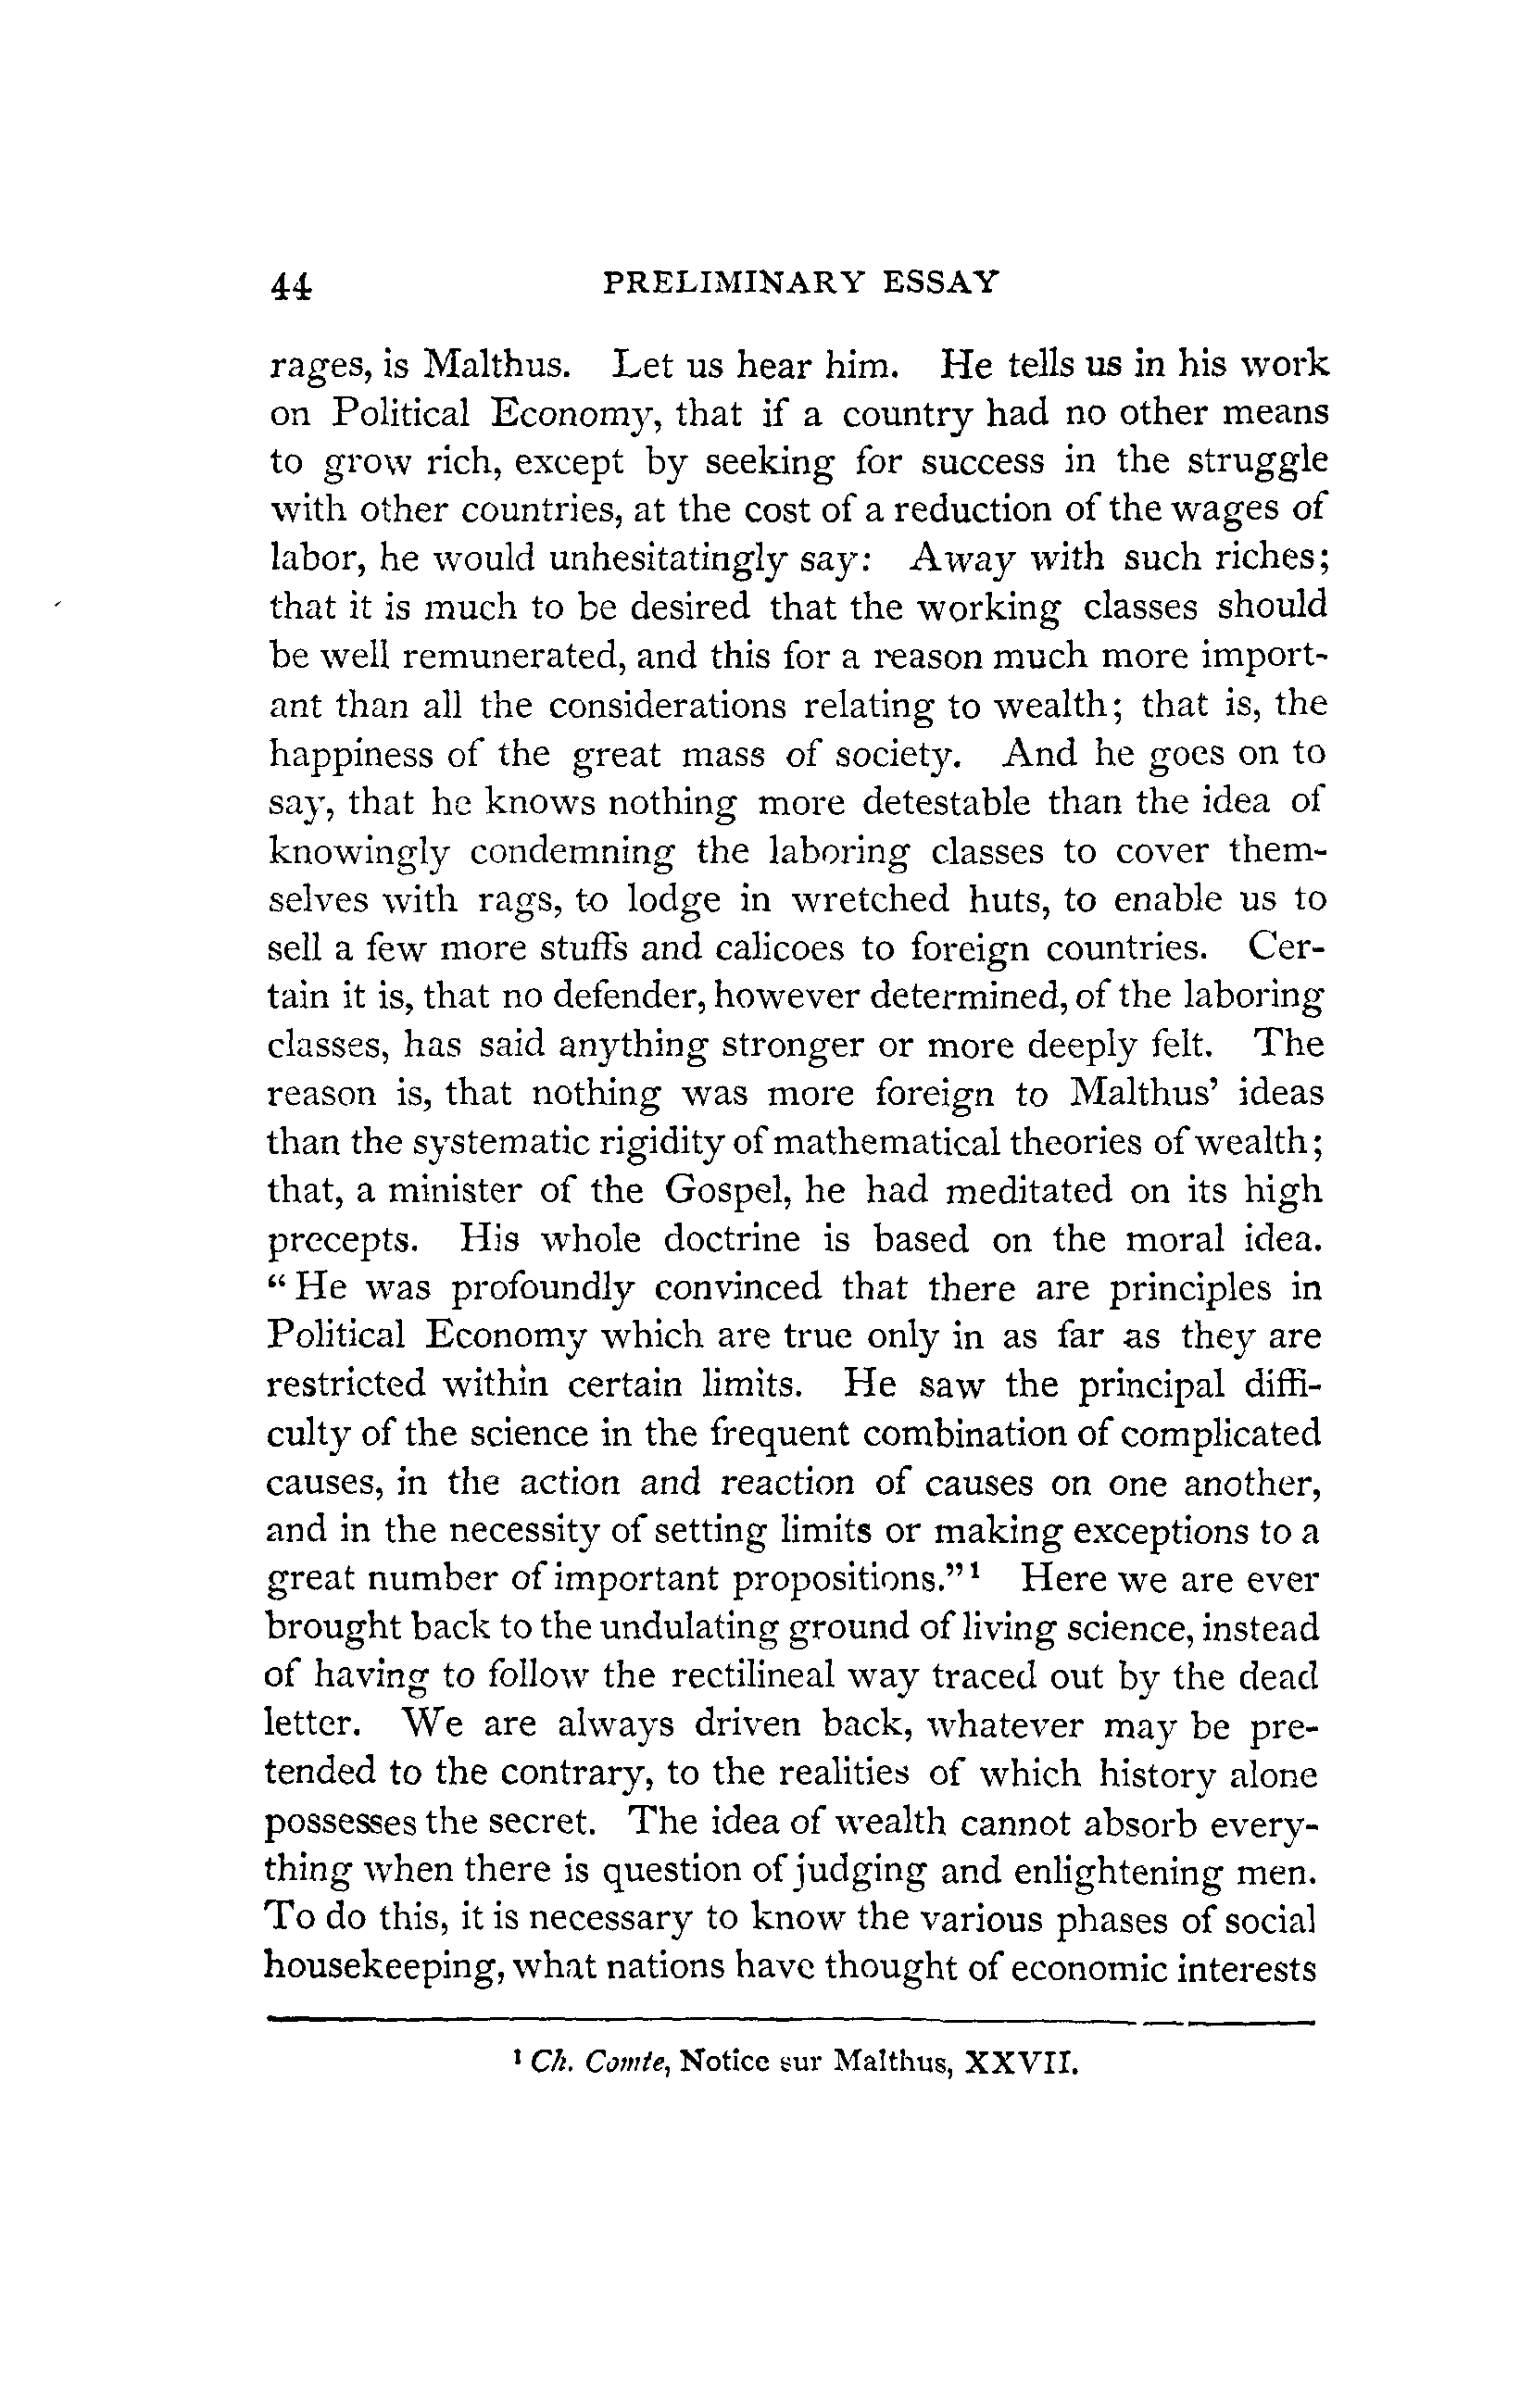 44 PRELIMINARY ESSAY
rages, is Malthus. Let us hear him. He tells us in his work
on Political Economy, that if a country had no other means
to grow rich, except by seeking for success in the struggle
with other countries, at the cost of a reduction of the wages of
labor, he would unhesitatingly say: Away with such riches;
that it is much to be desired that the working classes should
be well remunerated, and this for a reason much more import-
ant than all the considerations relating to wealth; that is, the
happiness of the great mass of society. And he goes on to
say, that he knows nothing more detestable than the idea of
knowingly condemning the laboring classes to cover them-
selves with rags, to lodge in wretched huts, to enable us to
sell a few more stuffs and calicoes to foreign countries. Cer-
tain it is, that no defender, however determined, of the laboring
classes, has said anything stronger or more deeply felt. The
reason is, that nothing was more foreign to Malthus' ideas
than the systematic rigidity of mathematical theories of wealth;
that, a minister of the Gospel, he had meditated on its high
precepts. His whole doctrine is based on the moral idea.
"He was profoundly convinced that there are principles in
Political Economy which are true only in as far as they are
restricted within certain limits. He saw the principal diffi-
culty of the science in the frequent combination of complicated
causes, in the action and reaction of causes on one another,
and in the necessity of setting limits or making exceptions to a
great number of important propositions."¹ Here we are ever
brought back to the undulating ground of living science, instead
of having to follow the rectilineal way traced out by the dead
letter. We are always driven back, whatever may be pre-
tended to the contrary, to the realities of which history alone
possesses the secret. The idea of wealth cannot absorb every-
thing when there is question of judging and enlightening men.
To do this, it is necessary to know the various phases of social
housekeeping, what nations have thought of economic interests
¹ Ch. Comte, Notice sur Malthus, XXVII.